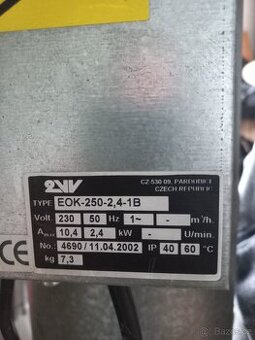 2VV
CZ-530 09, PARDUBICE
CZECH REPUBLIC
TYPE EOK-250-2,4-1B
Volt. 230 50 Hz 1~ - m³/h.
Amax 10,4 2,4 kW - U/min
No.: 4690 / 11.04.2002 IP 40 60 °C
kg 7,3
CE